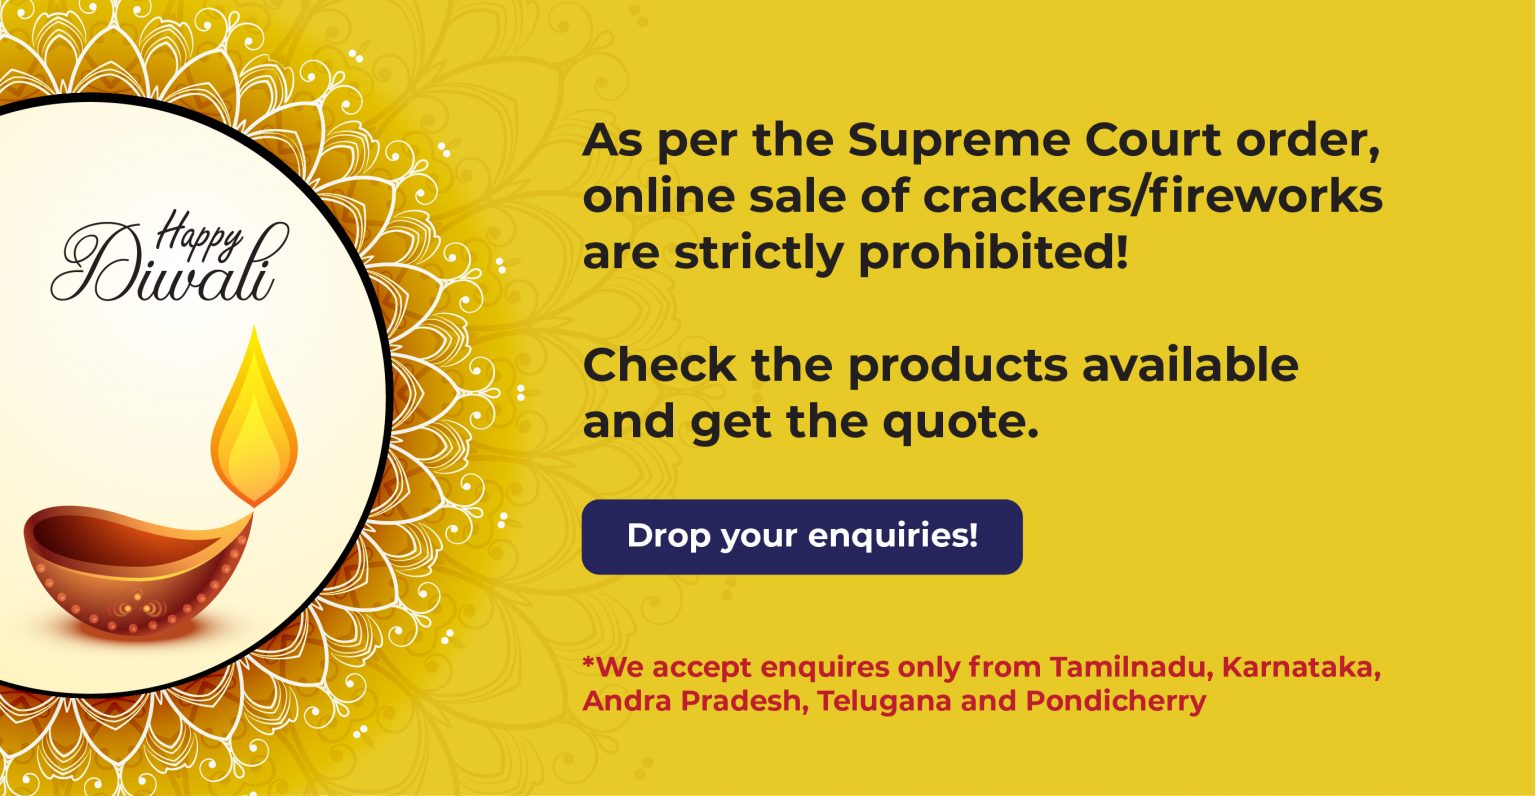 Happy
Diwali
As per the Supreme Court order,
online sale of crackers/fireworks
are strictly prohibited!
Check the products available
and get the quote.
Drop your enquiries!
*We accept enquires only from Tamilnadu, Karnataka,
Andra Pradesh, Telugana and Pondicherry